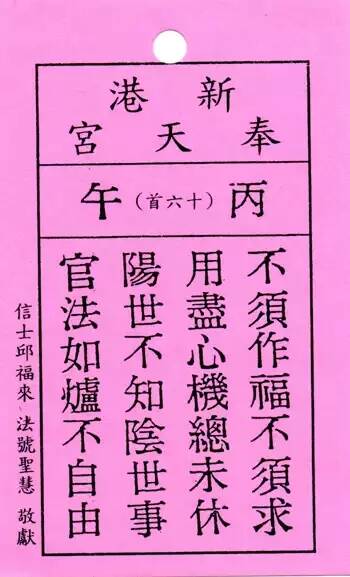 新港
奉天宮
丙午（十六首）
不須作福不須求
用盡心機總未休
陽世不知陰世事
官法如爐不自由
信士邱福來 法號聖慧 敬獻